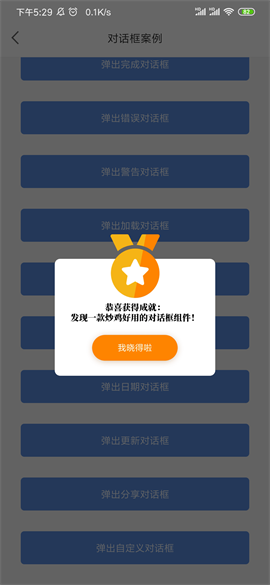 下午5:29 0.1K/s 82
对话框案例
弹出完成对话框
弹出错误对话框
弹出警告对话框
弹出加载对话框
恭喜获得成就：
发现一款炒鸡好用的对话框组件！
我晓得啦
弹出日期对话框
弹出更新对话框
弹出分享对话框
弹出自定义对话框